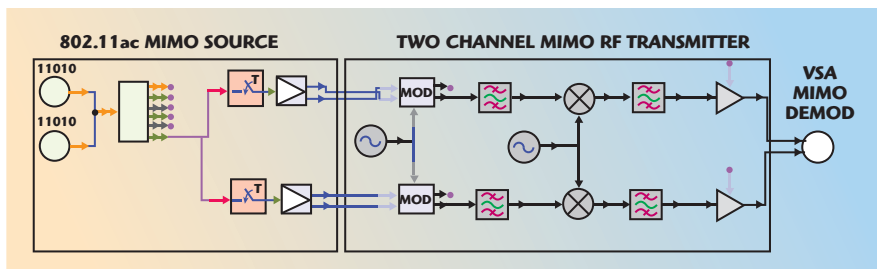 802.11ac MIMO SOURCE
TWO CHANNEL MIMO RF TRANSMITTER
11010
11010
T
T
MOD
MOD
VSA
MIMO
DEMOD